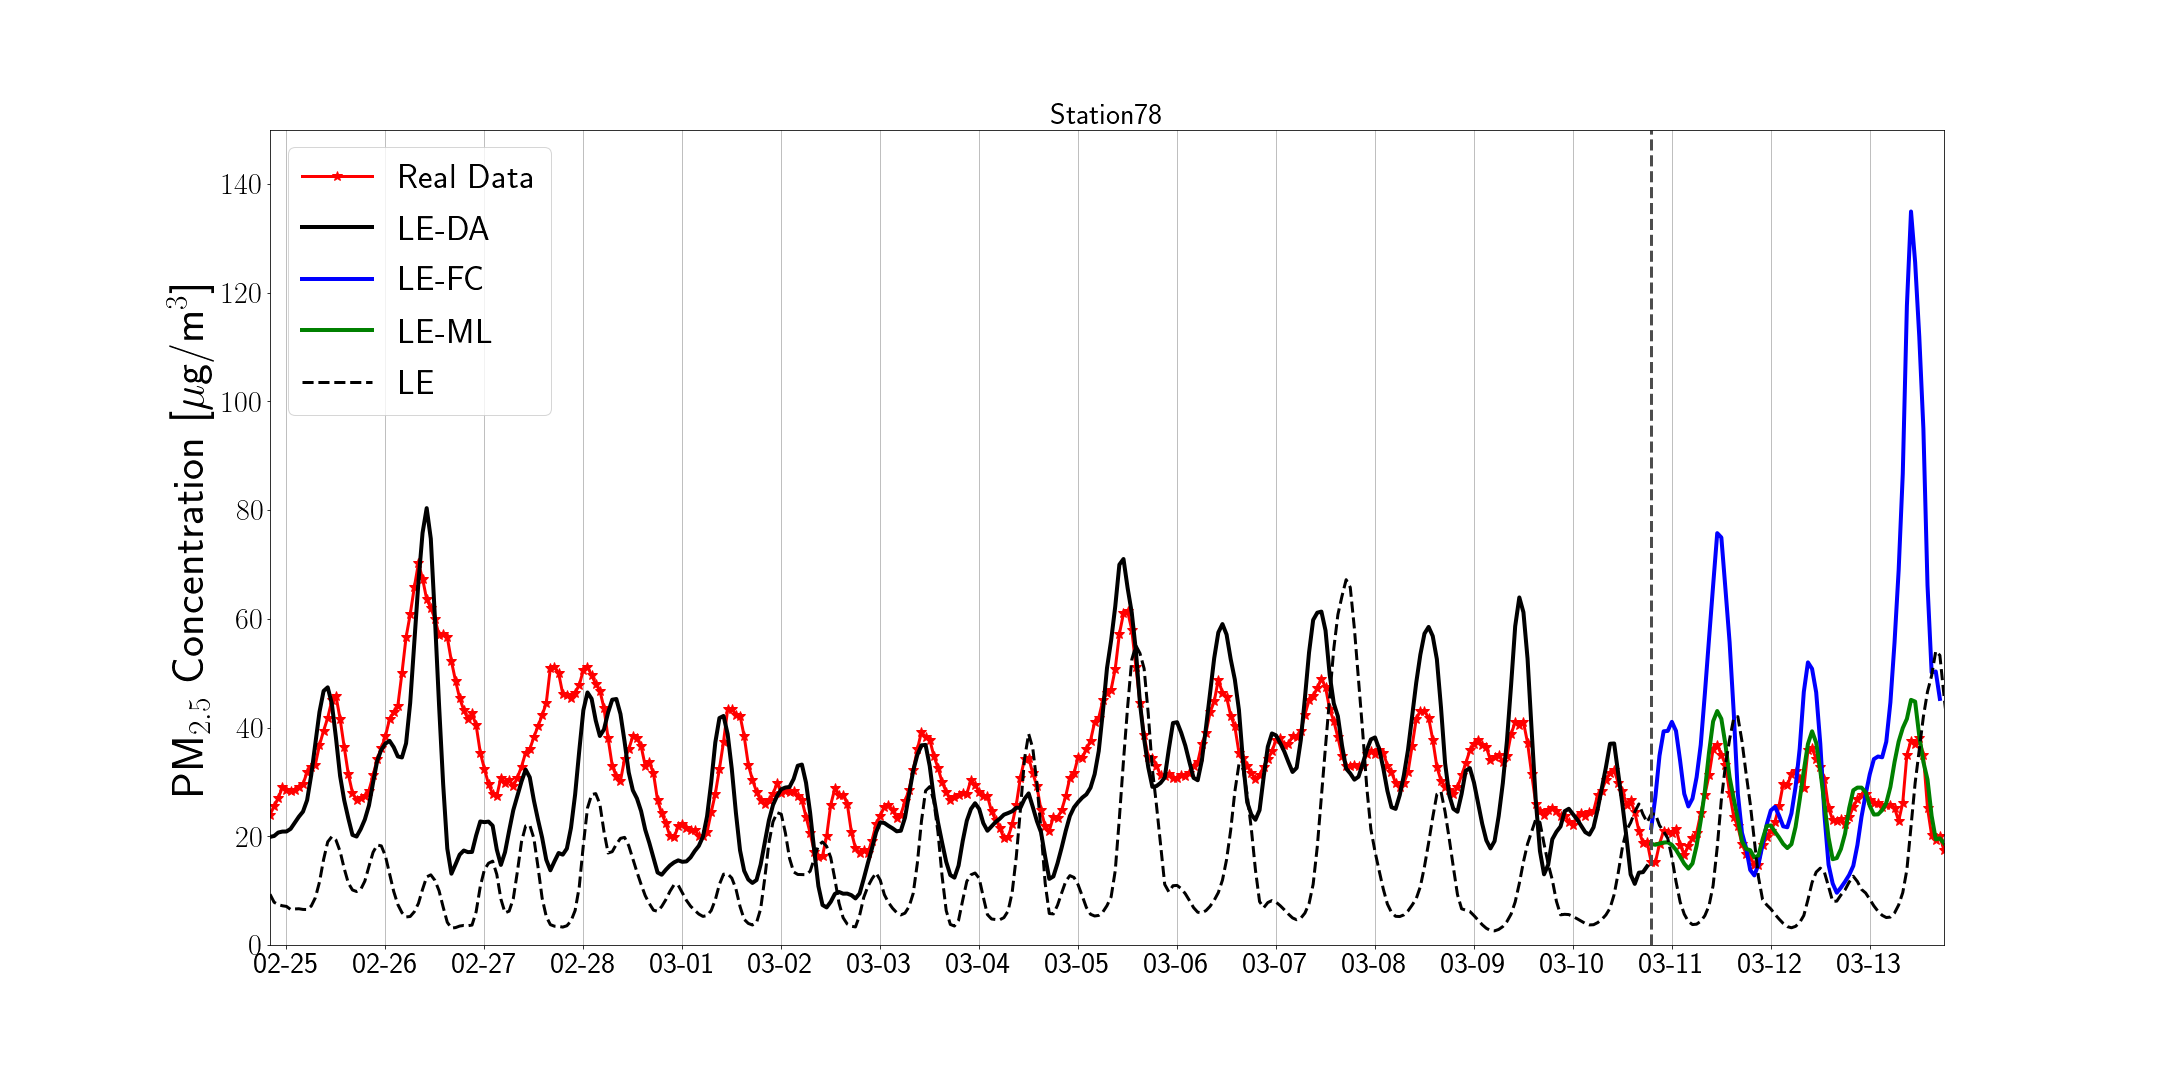 Station78
PM2.5 Concentration [μg/m³]
140
120
100
80
60
40
20
0
Real Data
LE-DA
LE-FC
LE-ML
LE
02-25 02-26 02-27 02-28 03-01 03-02 03-03 03-04 03-05 03-06 03-07 03-08 03-09 03-10 03-11 03-12 03-13